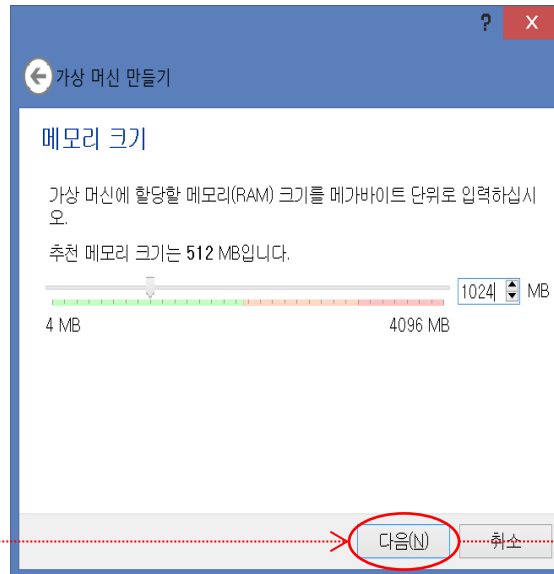 ?
X
가상 머신 만들기
메모리 크기
가상 머신에 할당할 메모리(RAM) 크기를 메가바이트 단위로 입력하십시
오.
추천 메모리 크기는 512 MB입니다.
1024 MB
4 MB 4096 MB
다음(N) 취소